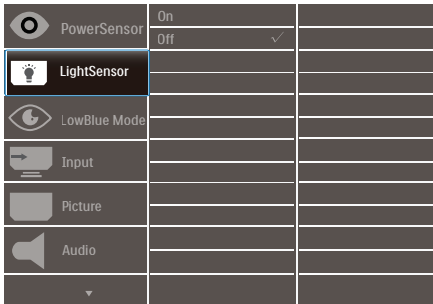 PowerSensor
On
Off
LightSensor
LowBlue Mode
Input
Picture
Audio